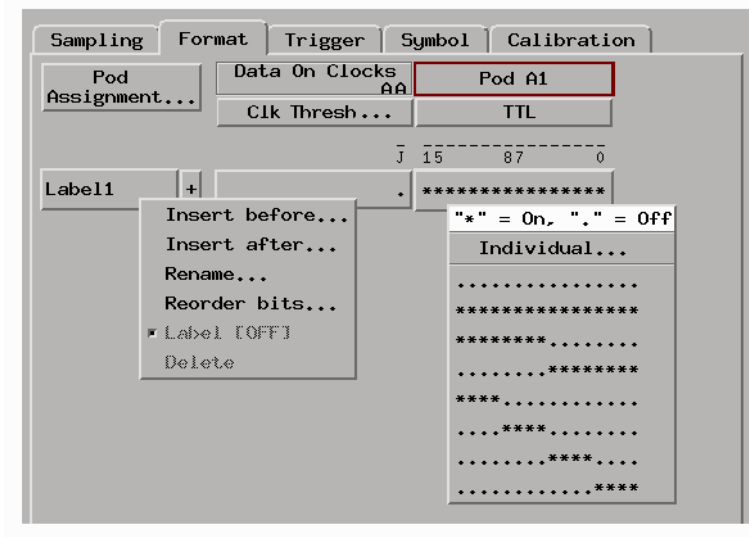 Sampling Format Trigger Symbol Calibration
Pod
Assignment...
Data On Clocks
AA
Pod A1
Clk Thresh...
TTL
J 15 87 0
Label1 + . ****************
Insert before...
Insert after...
Rename...
Reorder bits...
Label [OFF]
Delete
"*" = On, "." = Off
Individual...
................
****************
********........
........********
****............
....****........
........****....
............****